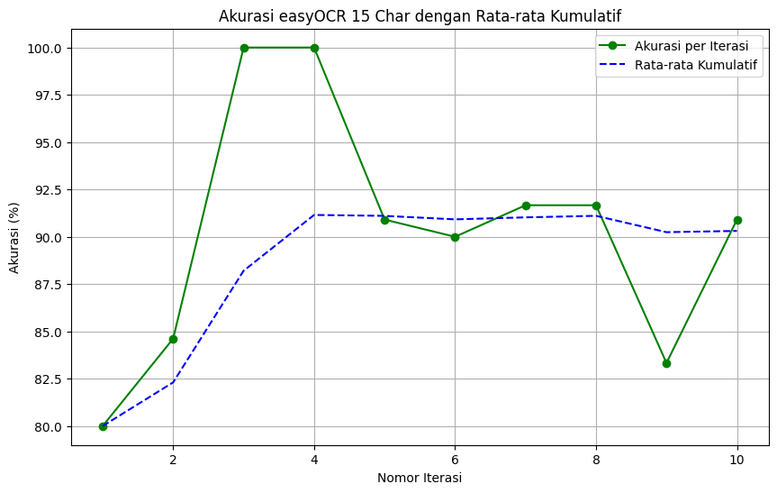 Akurasi easyOCR 15 Char dengan Rata-rata Kumulatif
Akurasi per Iterasi
Rata-rata Kumulatif
Akurasi (%)
100.0
97.5
95.0
92.5
90.0
87.5
85.0
82.5
80.0
2 4 6 8 10
Nomor Iterasi